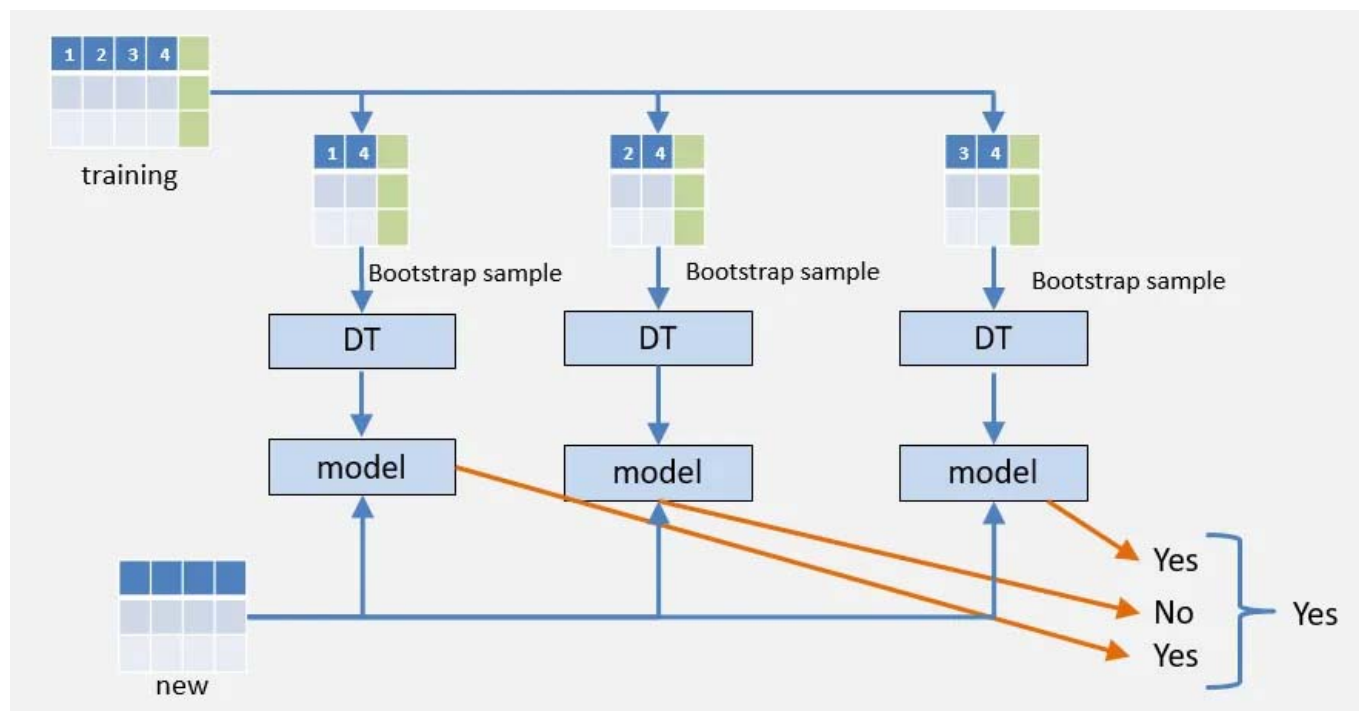 1 2 3 4
training
1 4
2 4
3 4
Bootstrap sample
Bootstrap sample
Bootstrap sample
DT
DT
DT
model
model
model
new
Yes
No
Yes
Yes